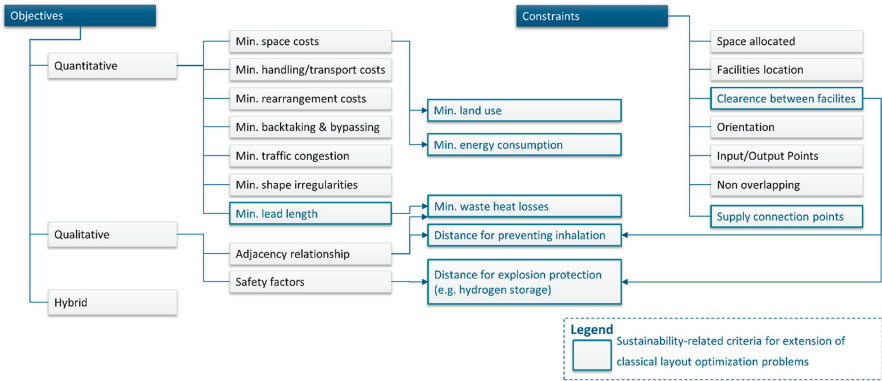 Objectives
Quantitative
Qualitative
Hybrid
Min. space costs
Min. handling/transport costs
Min. rearrangement costs
Min. backtaking & bypassing
Min. traffic congestion
Min. shape irregularities
Min. lead length
Adjacency relationship
Safety factors
Min. land use
Min. energy consumption
Min. waste heat losses
Distance for preventing inhalation
Distance for explosion protection
(e.g. hydrogen storage)
Constraints
Space allocated
Facilities location
Clearence between facilites
Orientation
Input/Output Points
Non overlapping
Supply connection points
Legend
Sustainability-related criteria for extension of
classical layout optimization problems